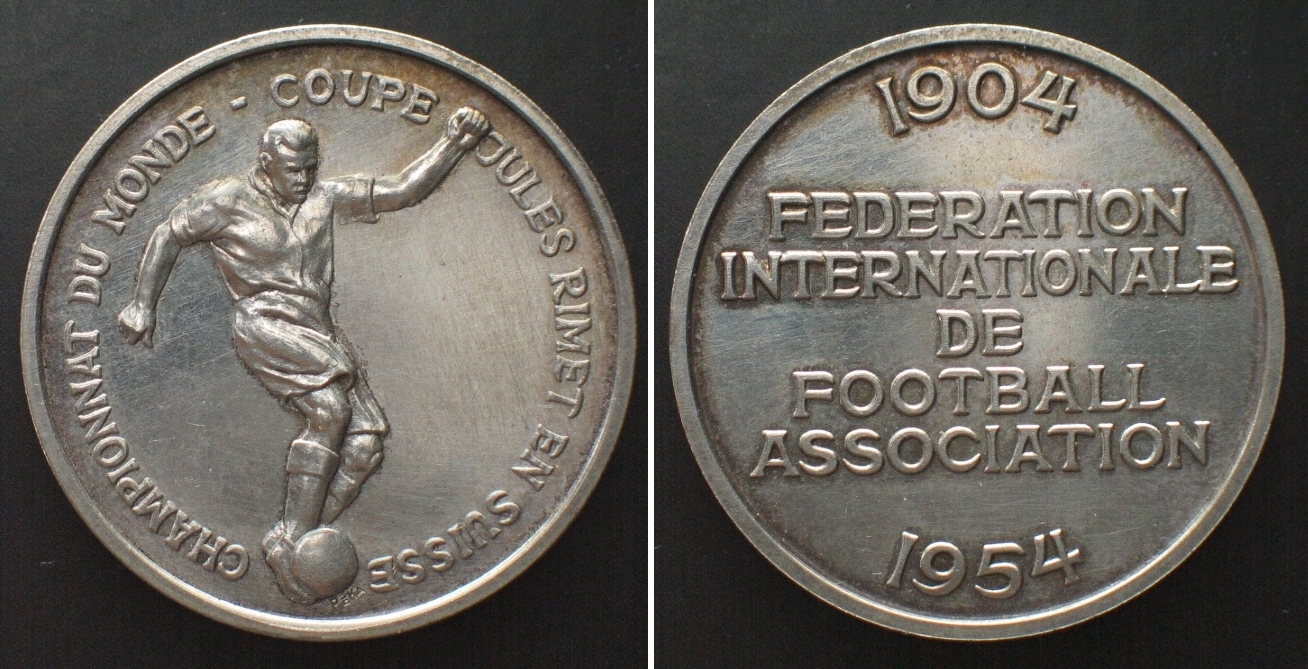 CHAMPIONNAT DU MONDE - COUPE JULES RIMET EN SUISSE
1904
FEDERATION
INTERNATIONALE
DE
FOOTBALL
ASSOCIATION
1954